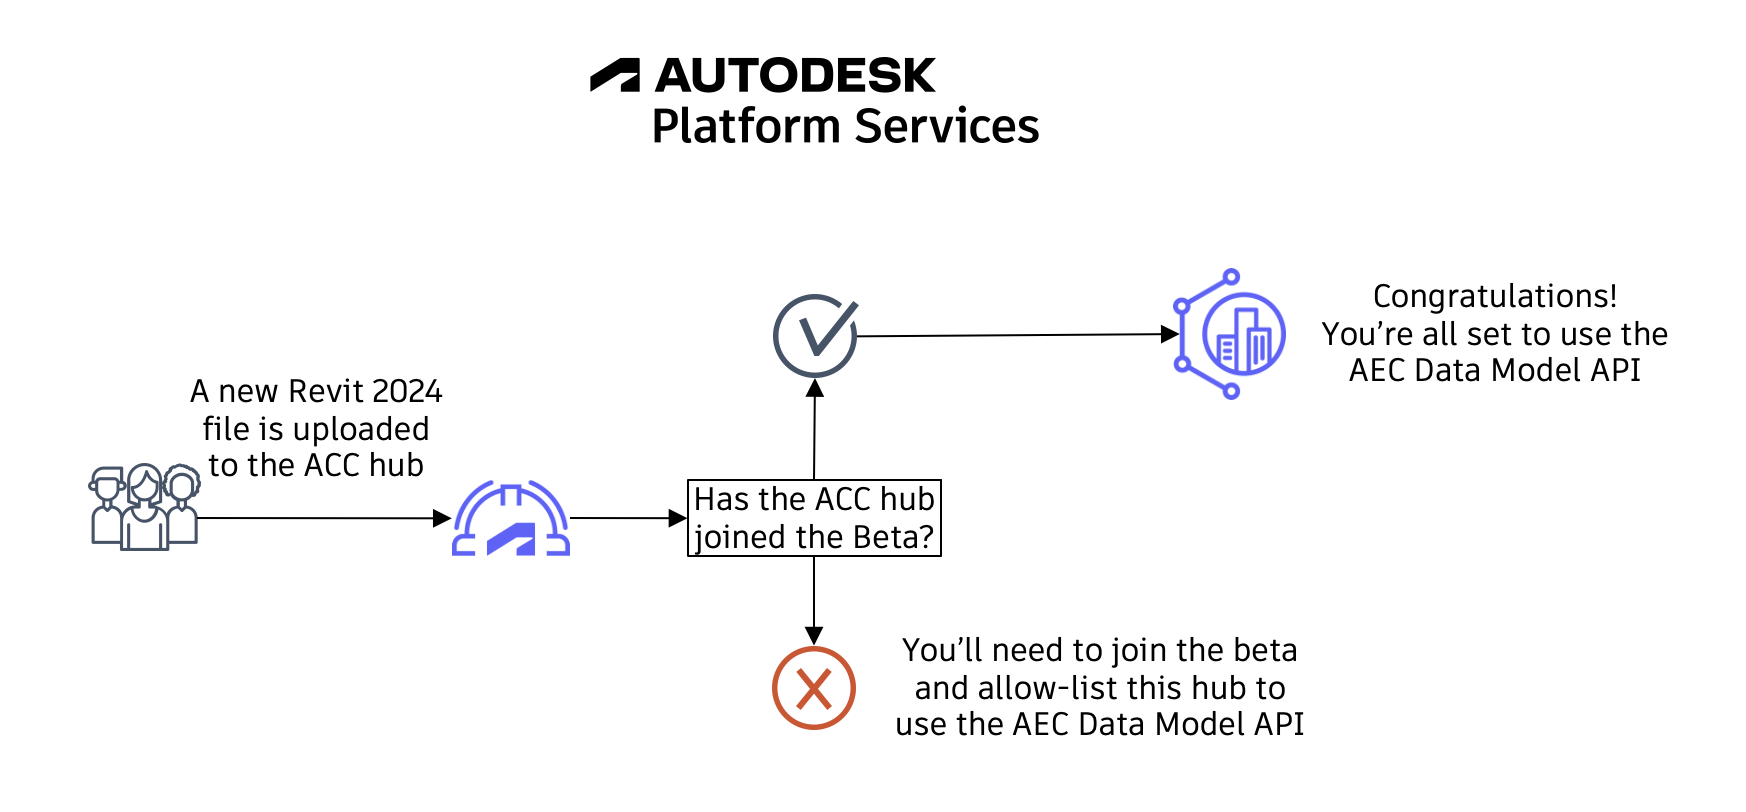 AUTODESK
Platform Services
Congratulations!
You’re all set to use the
AEC Data Model API
A new Revit 2024
file is uploaded
to the ACC hub
Has the ACC hub
joined the Beta?
You’ll need to join the beta
and allow-list this hub to
use the AEC Data Model API